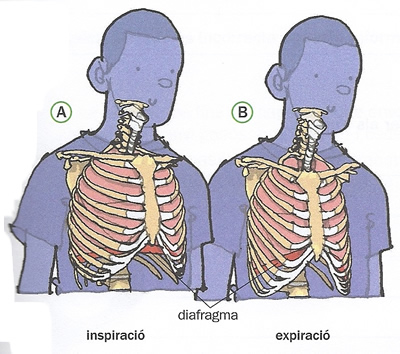 A
B
diafragma
inspiració
expiració